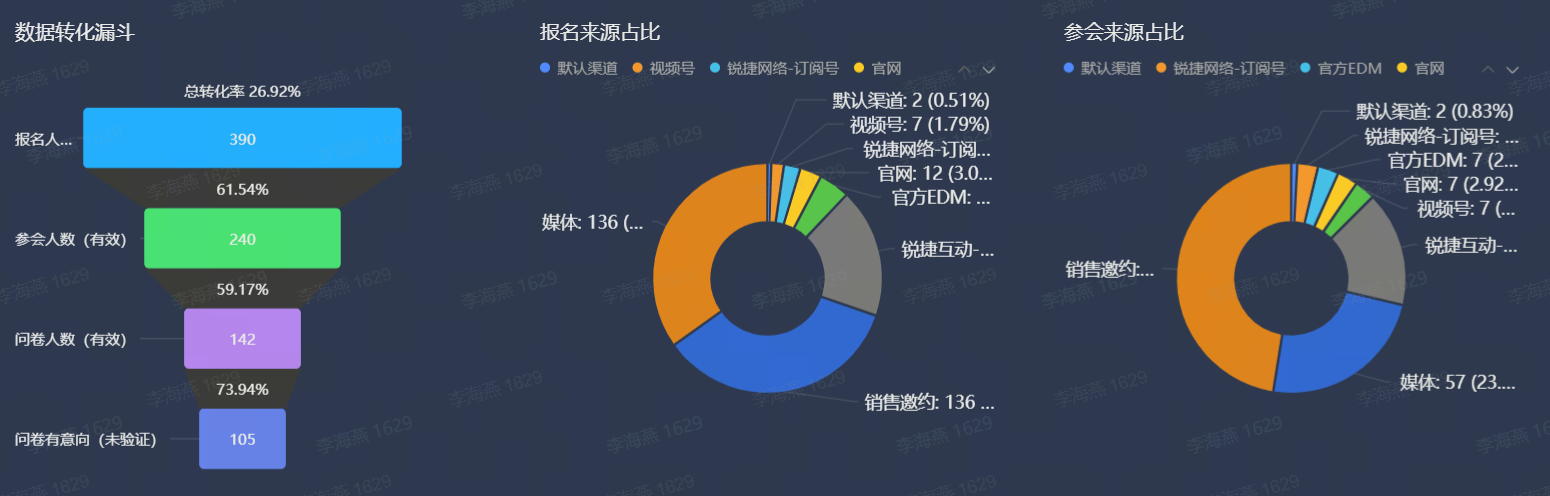 数据转化漏斗
总转化率 26.92%
报名人...
390
61.54%
参会人数（有效）
240
59.17%
问卷人数（有效）
142
73.94%
问卷有意向（未验证）
105
报名来源占比
默认渠道 视频号 锐捷网络-订阅号 官网
默认渠道: 2 (0.51%)
视频号: 7 (1.79%)
锐捷网络-订阅...
官网: 12 (3.0...
官方EDM: ...
媒体: 136 (...
锐捷互动-...
销售邀约: 136 ...
参会来源占比
默认渠道 锐捷网络-订阅号 官方EDM 官网
默认渠道: 2 (0.83%)
锐捷网络-订阅号: ...
官方EDM: 7 (2...
官网: 7 (2.92...
视频号: 7 (...
锐捷互动-...
销售邀约:...
媒体: 57 (23....
李海燕 1629